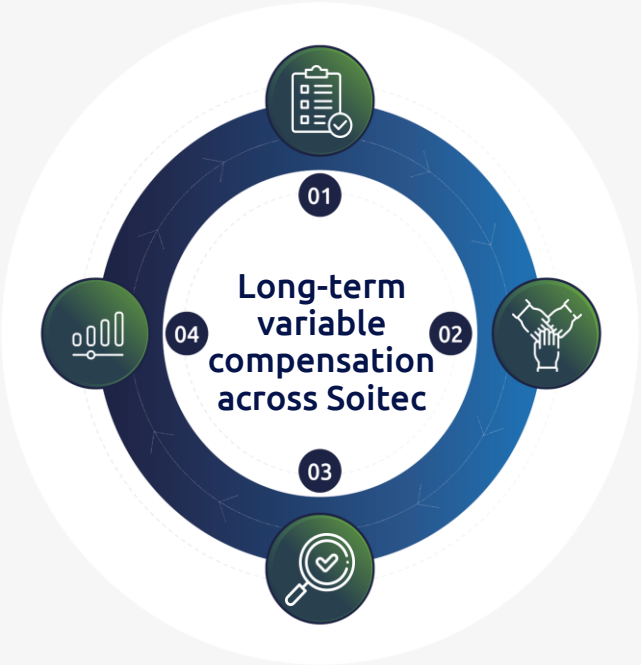 01
Long-term
variable
compensation
across Soitec
04
02
03